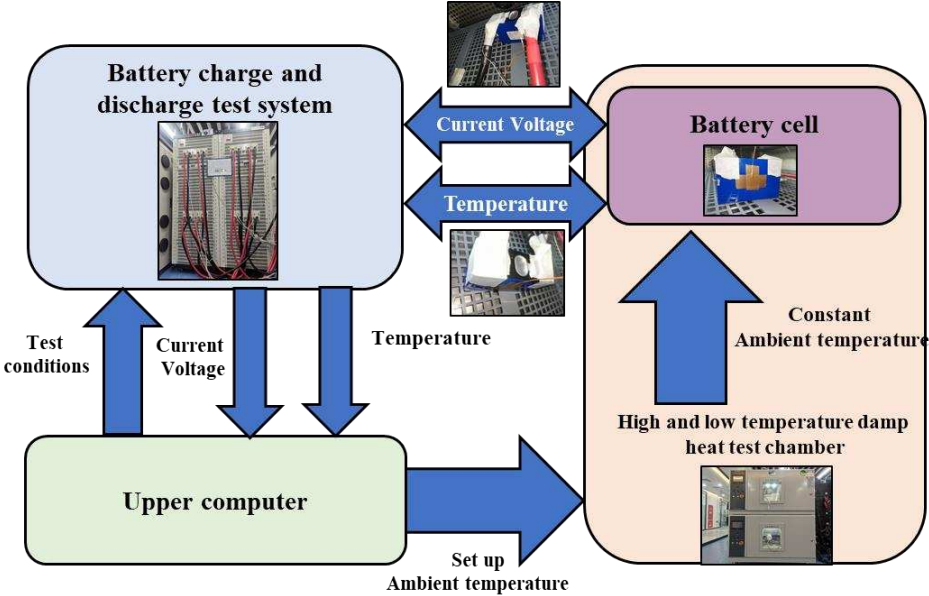 Battery charge and
discharge test system
Current Voltage
Battery cell
Temperature
Test
conditions
Current
Voltage
Temperature
Constant
Ambient temperature
High and low temperature damp
heat test chamber
Upper computer
Set up
Ambient temperature